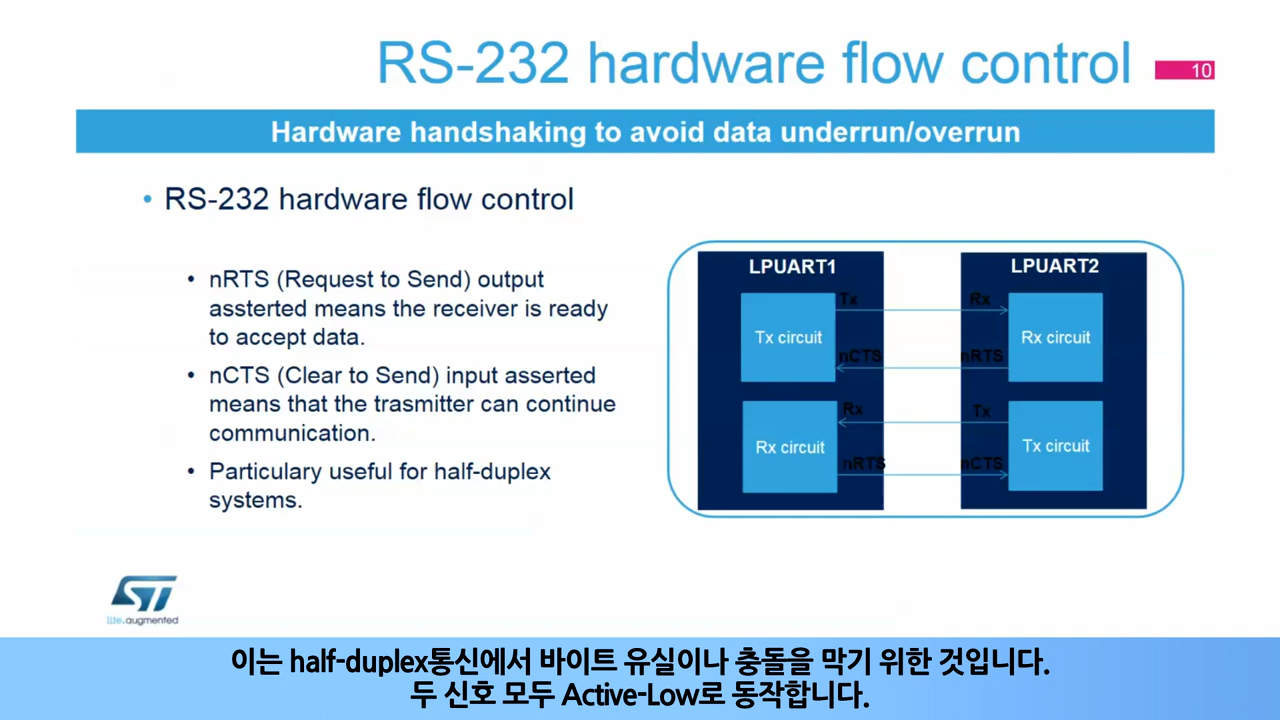 RS-232 hardware flow control
10
Hardware handshaking to avoid data underrun/overrun
• RS-232 hardware flow control
• nRTS (Request to Send) output
assterted means the receiver is ready
to accept data.
• nCTS (Clear to Send) input asserted
means that the trasmitter can continue
communication.
• Particulary useful for half-duplex
systems.
LPUART1
LPUART2
Tx
Rx
Tx circuit
Rx circuit
nCTS
nRTS
Rx
Tx
Rx circuit
Tx circuit
nRTS
nCTS
ST
life.augmented
이는 half-duplex통신에서 바이트 유실이나 충돌을 막기 위한 것입니다.
두 신호 모두 Active-Low로 동작합니다.